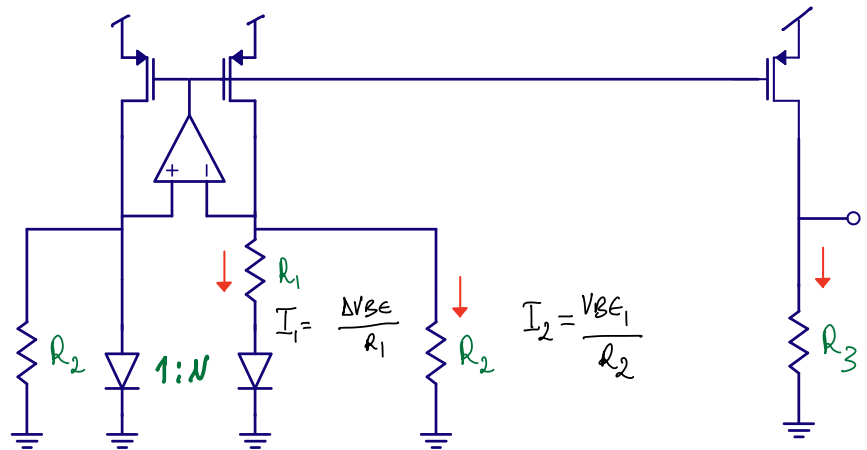 + −
R₁
I₁ = ΔVBE / R₁
I₂ = VBE₁ / R₂
R₂
1:N
R₂
R₃